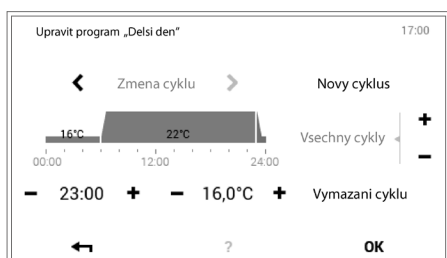 Upravit program „Delsi den“ 17:00
Zmena cyklu Novy cyklus
16°C 22°C
Vsechny cykly
00:00 12:00 24:00
– 23:00 + – 16,0°C + Vymazani cyklu
? OK